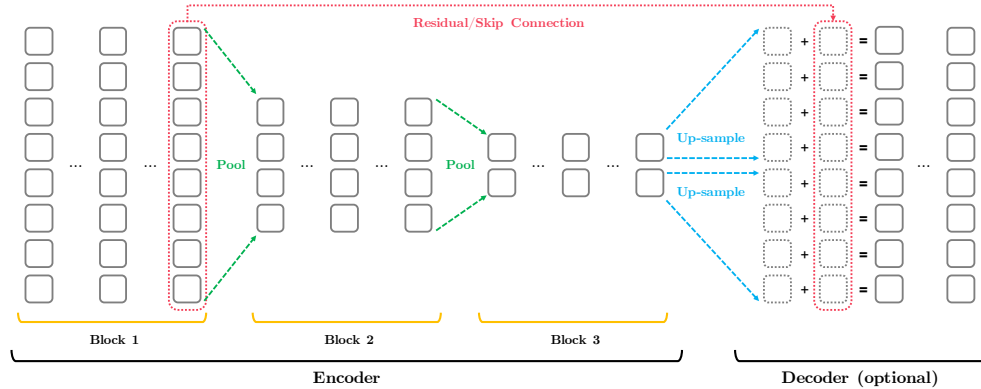 Residual/Skip Connection
+ =
+ =
+ =
... ... Pool ... ... Pool ... ... Up-sample + = ...
Up-sample + =
+ =
+ =
+ =
Block 1 Block 2 Block 3
Encoder Decoder (optional)